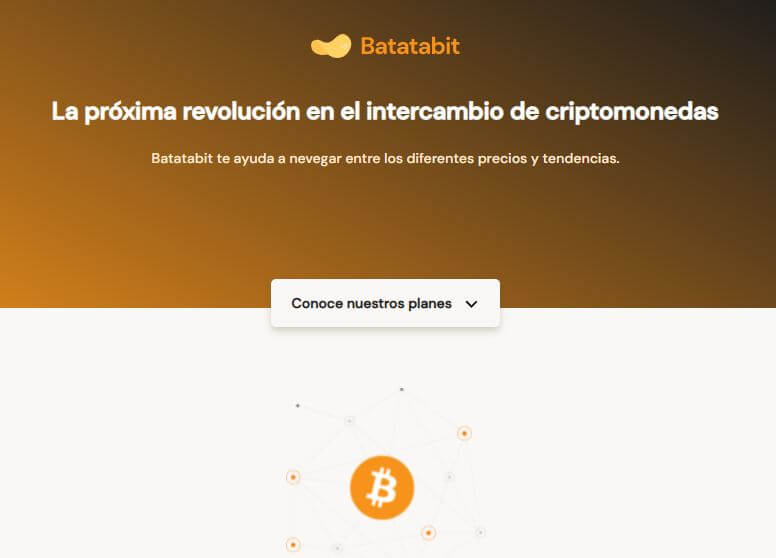 Batatabit
La próxima revolución en el intercambio de criptomonedas
Batatabit te ayuda a nevegar entre los diferentes precios y tendencias.
Conoce nuestros planes